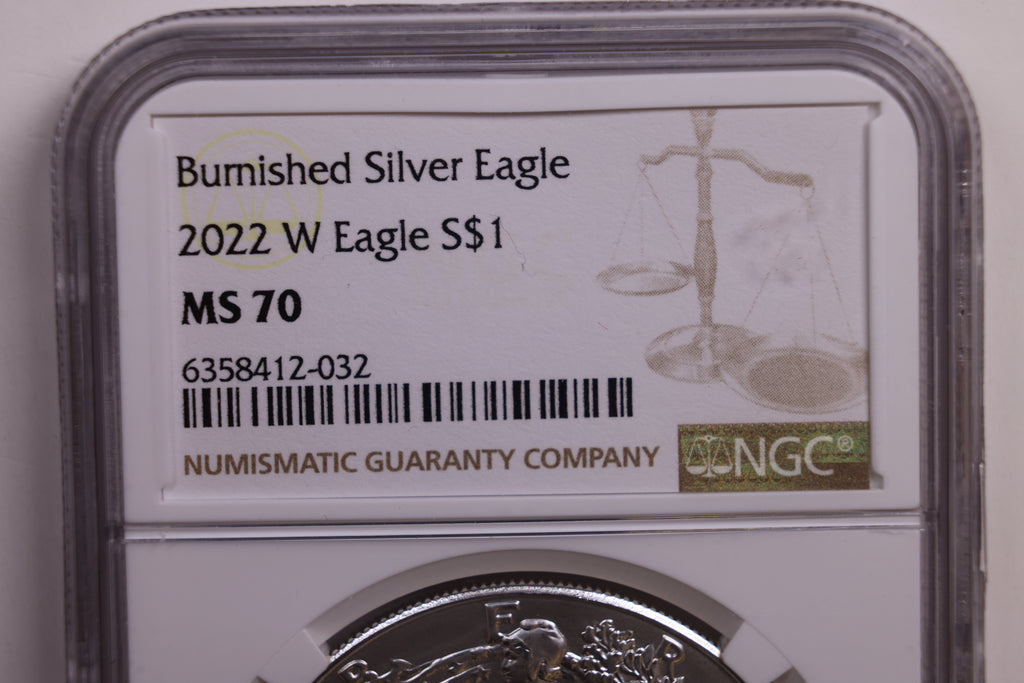 Burnished Silver Eagle
2022 W Eagle S$1
MS 70
6358412-032
NUMISMATIC GUARANTY COMPANY
NGC®
E
R